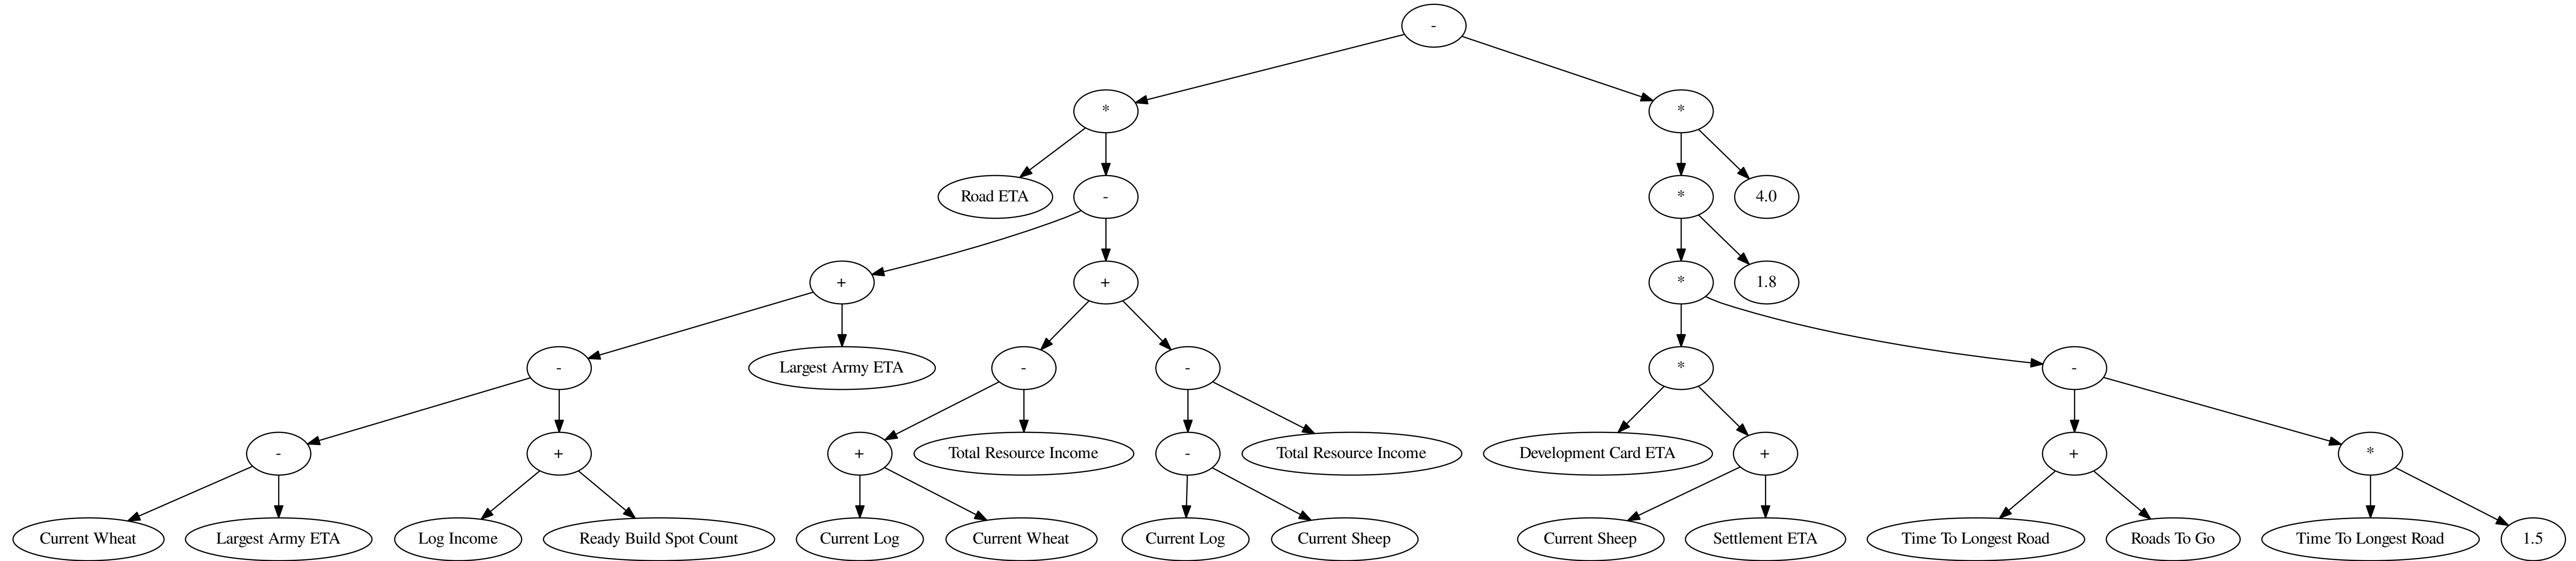 -
* *
Road ETA - * 4.0
+ + * 1.8
- Largest Army ETA - - * -
- + + Total Resource Income - Total Resource Income Development Card ETA + + *
Current Wheat Largest Army ETA Log Income Ready Build Spot Count Current Log Current Wheat Current Log Current Sheep Current Sheep Settlement ETA Time To Longest Road Roads To Go Time To Longest Road 1.5